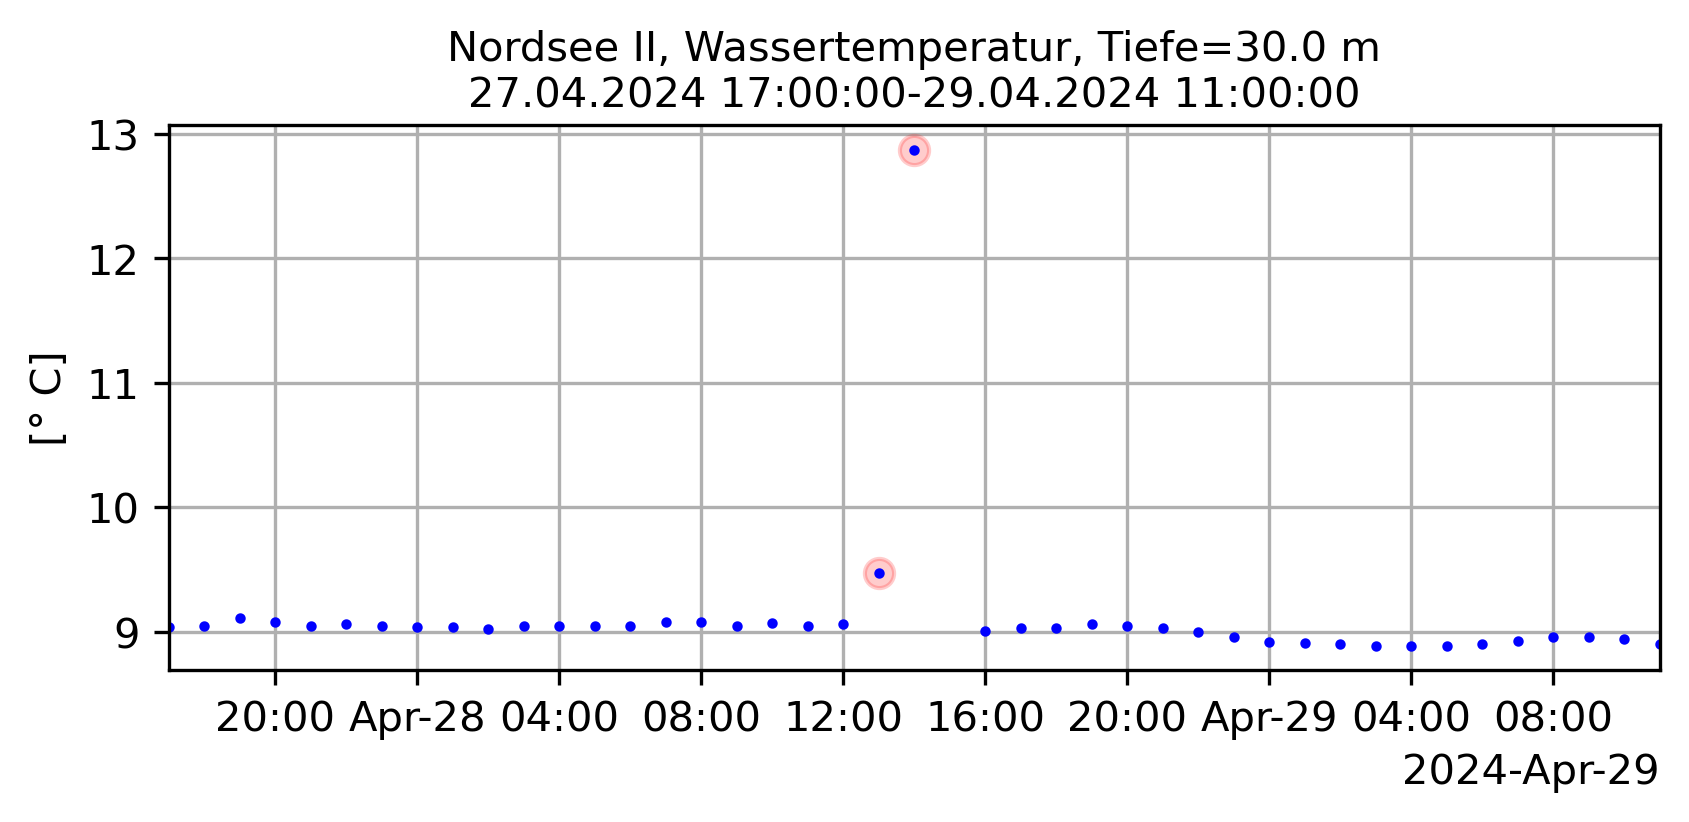 Nordsee II, Wassertemperatur, Tiefe=30.0 m
27.04.2024 17:00:00-29.04.2024 11:00:00
13
12
11
10
9
[° C]
20:00 Apr-28 04:00 08:00 12:00 16:00 20:00 Apr-29 04:00 08:00
2024-Apr-29